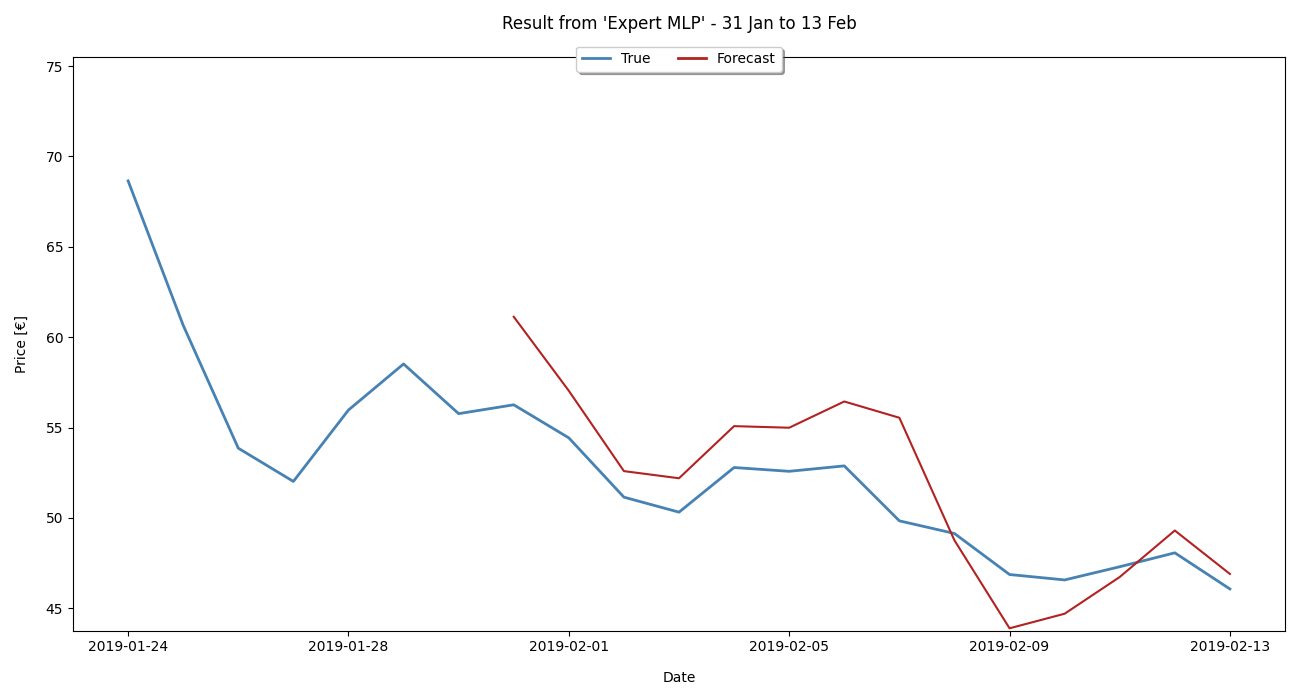 Result from 'Expert MLP' - 31 Jan to 13 Feb
True Forecast
75
70
65
60
55
50
45
Price [€]
2019-01-24 2019-01-28 2019-02-01 2019-02-05 2019-02-09 2019-02-13
Date